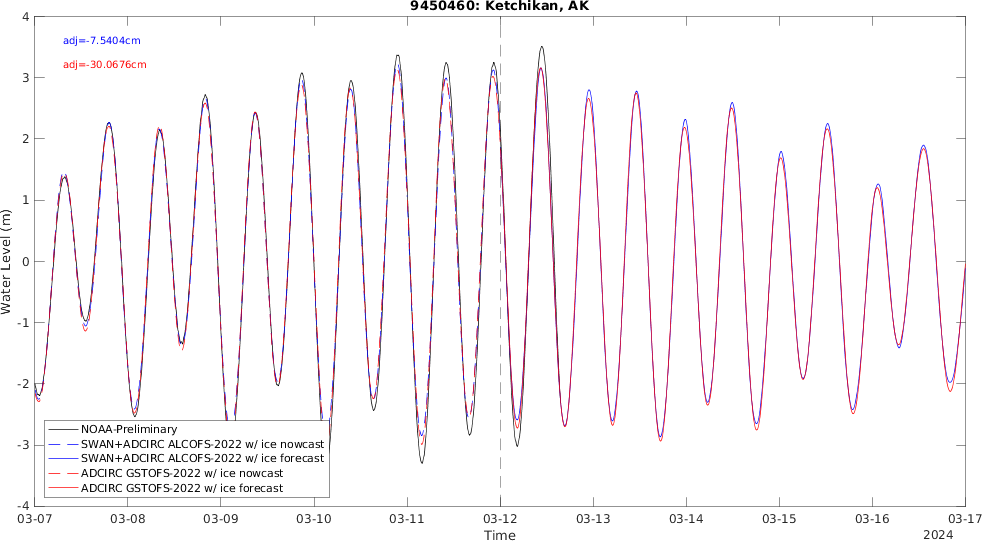 9450460: Ketchikan, AK
adj=-7.5404cm
adj=-30.0676cm
Water Level (m)
4
3
2
1
0
-1
-2
-3
-4
NOAA-Preliminary
SWAN+ADCIRC ALCOFS-2022 w/ ice nowcast
SWAN+ADCIRC ALCOFS-2022 w/ ice forecast
ADCIRC GSTOFS-2022 w/ ice nowcast
ADCIRC GSTOFS-2022 w/ ice forecast
03-07 03-08 03-09 03-10 03-11 03-12 03-13 03-14 03-15 03-16 03-17
Time
2024